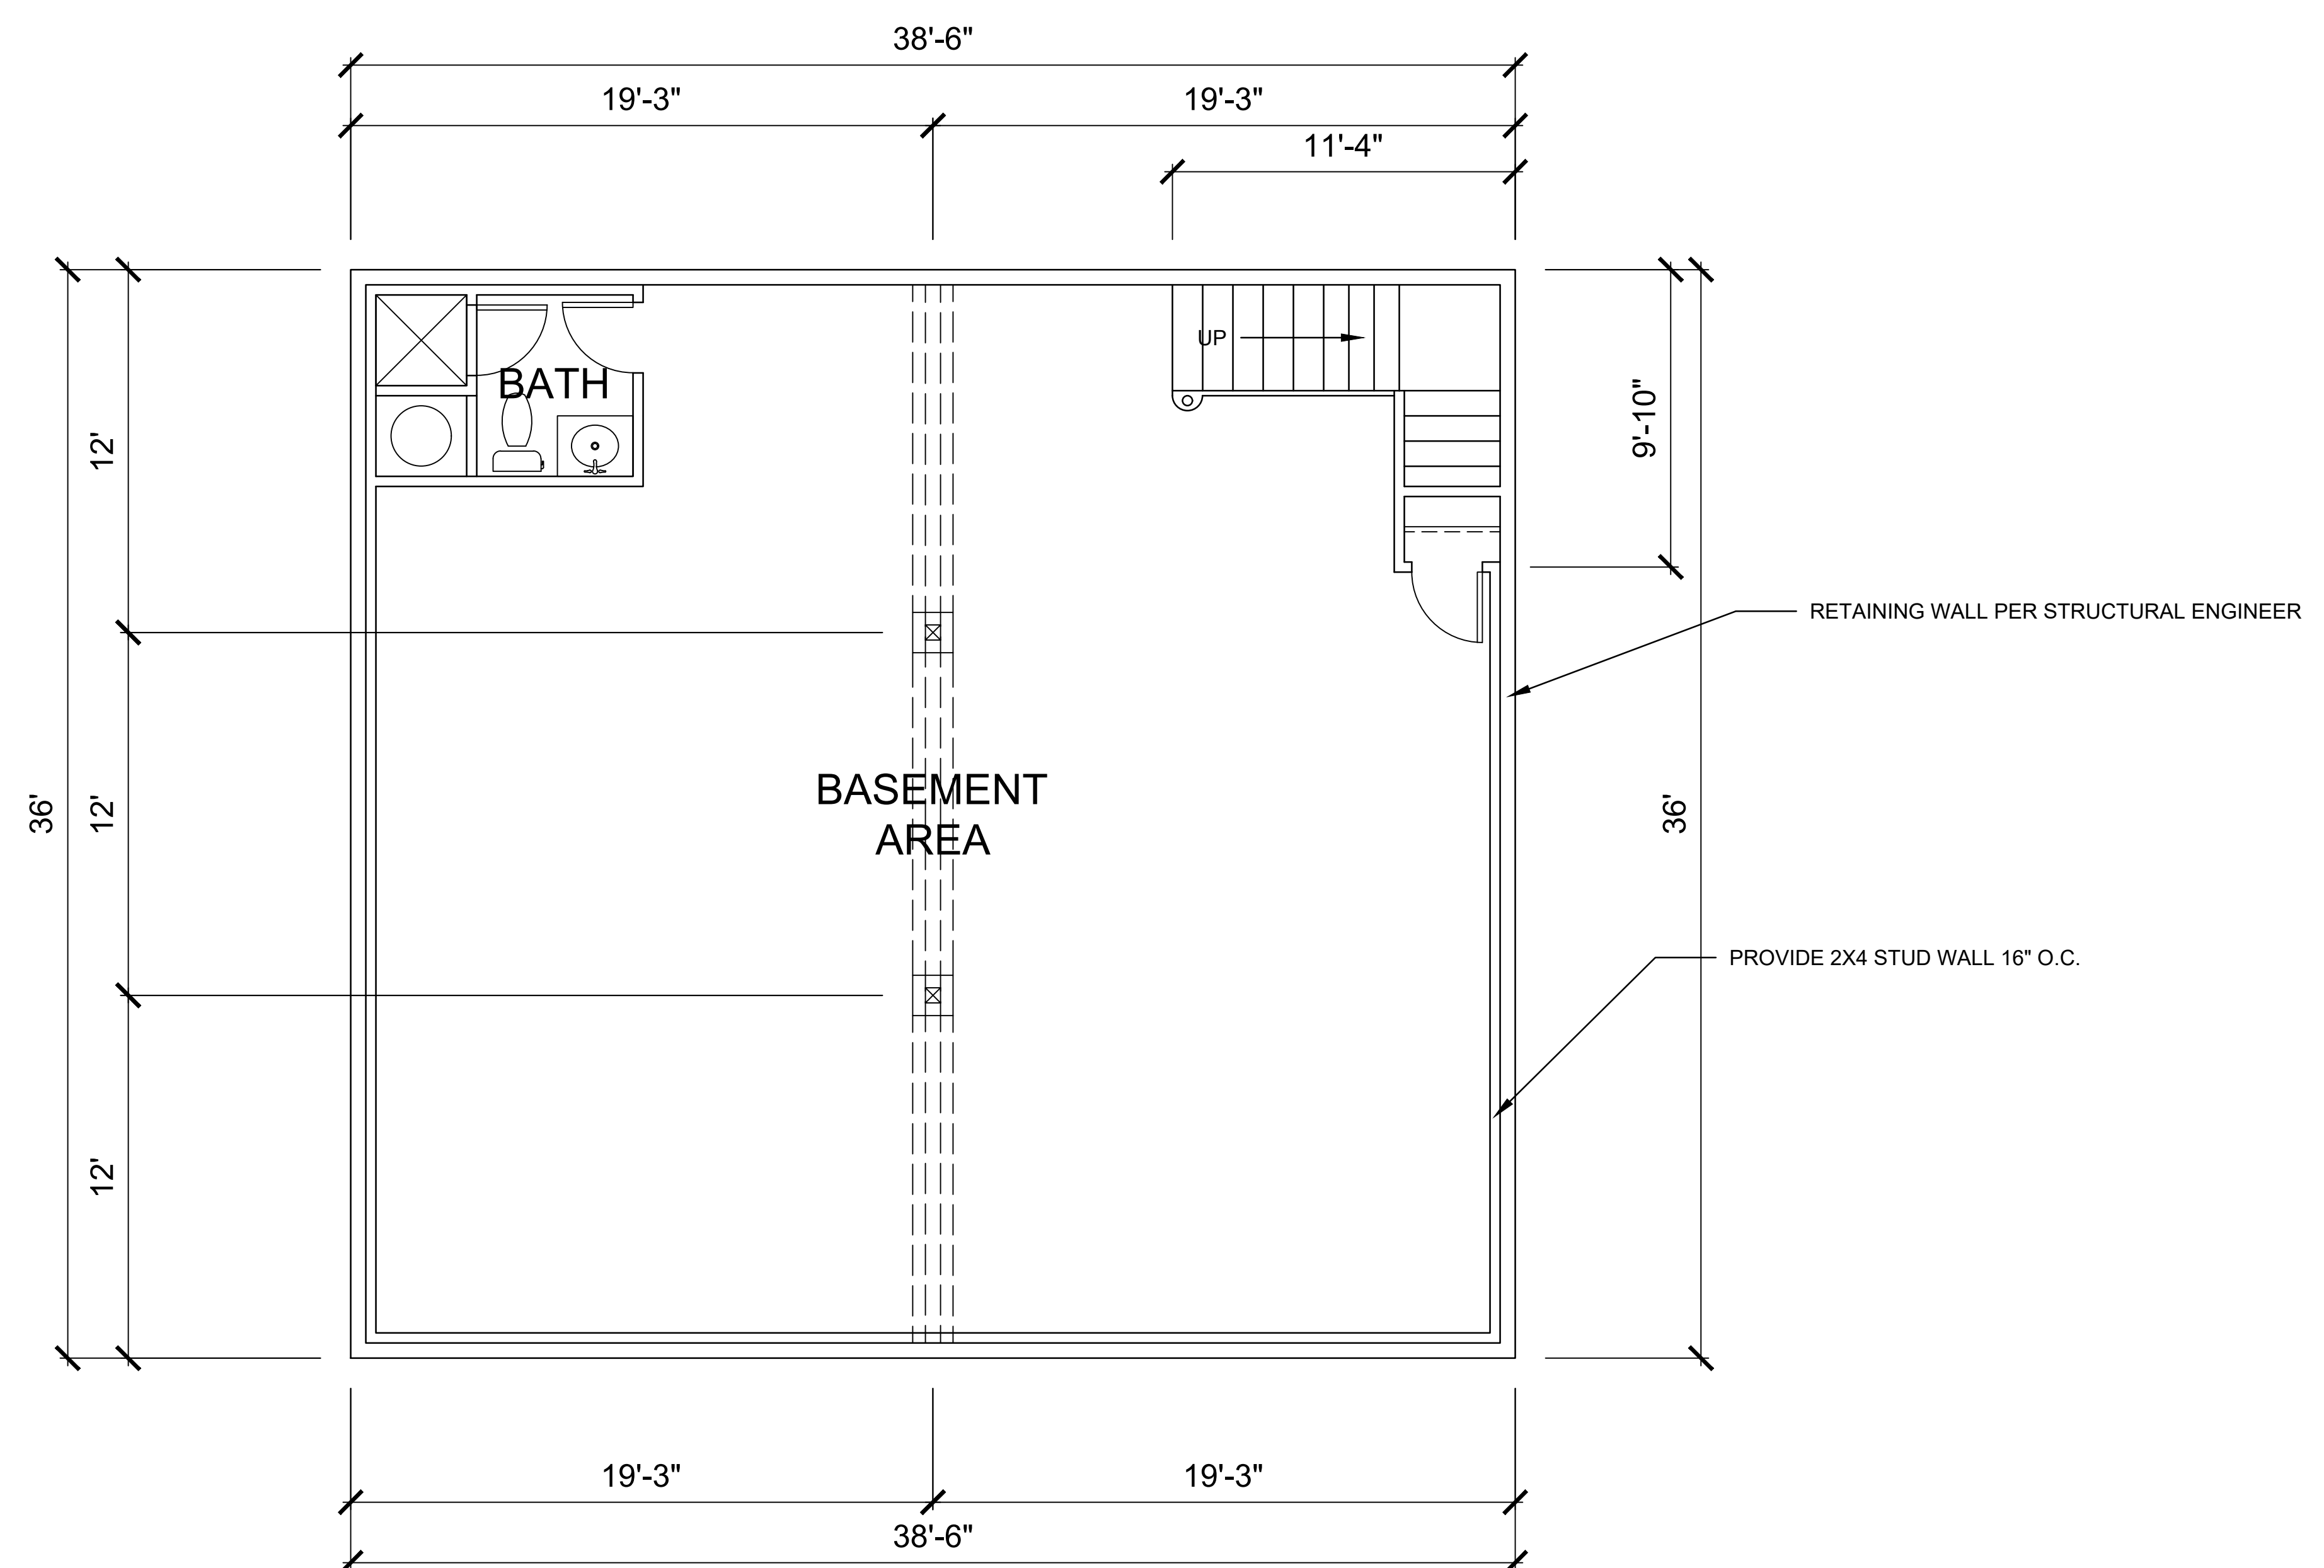 38'-6"
19'-3"
19'-3"
11'-4"
UP
BATH
12'
9'-10"
RETAINING WALL PER STRUCTURAL ENGINEER
36'
12'
BASEMENT
AREA
36'
PROVIDE 2X4 STUD WALL 16" O.C.
12'
19'-3"
19'-3"
38'-6"